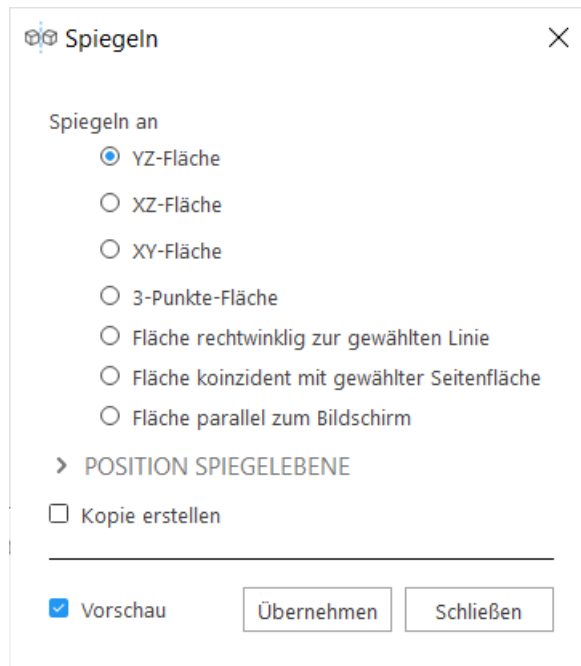 Spiegeln
Spiegeln an
YZ-Fläche
XZ-Fläche
XY-Fläche
3-Punkte-Fläche
Fläche rechtwinklig zur gewählten Linie
Fläche koinzident mit gewählter Seitenfläche
Fläche parallel zum Bildschirm
POSITION SPIEGELEBENE
Kopie erstellen
Vorschau Übernehmen Schließen